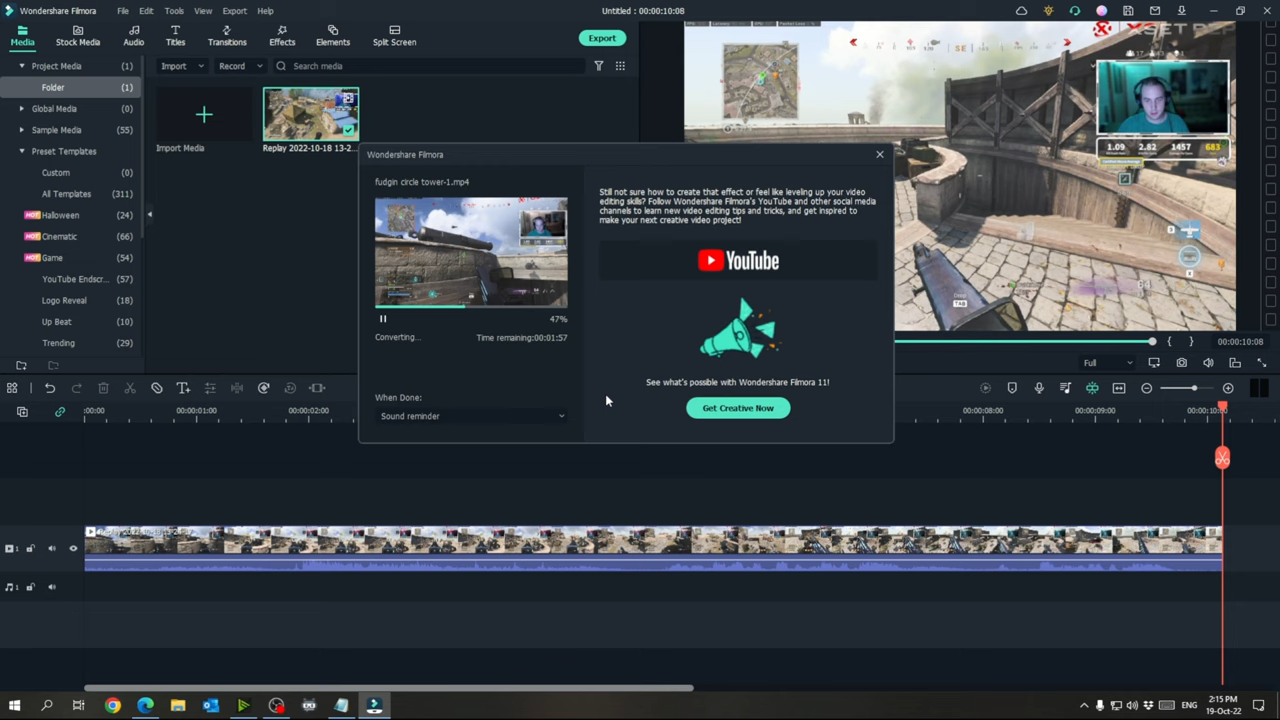 Wondershare Filmora File Edit Tools View Export Help
Untitled : 00:00:10:08
Media
Stock Media
Audio
Titles
Transitions
Effects
Elements
Split Screen
Export
Project Media (1)
Folder (1)
Global Media (0)
Sample Media (55)
Preset Templates
Custom (0)
All Templates (311)
Halloween (24)
Cinematic (66)
Game (54)
YouTube Endscr... (39)
Logo Reveal (18)
Up Beat (10)
Trending (29)
Import
Search media
Import Media
Replay 2022-10-18 13-2...
SE
1.09 2.82 1457 683
Drop
TAB
Wondershare Filmora
fudgin circle tower-1.mp4
47%
Converting...
Time remaining:00:01:57
When Done:
Sound reminder
Still not sure how to create that effect or feel like leveling up your video
editing skills? Follow Wondershare Filmora's YouTube and other social media
channels to learn new video editing tips and tricks, and get inspired to
make your next creative video project!
YouTube
See what's possible with Wondershare Filmora 11!
Get Creative Now
00:00:10:08
Full
:00:00
00:00:01:00
00:00:02:00
00:00:08:00
00:00:09:00
00:00:10:0
1
1
ENG
2:15 PM
19-Oct-22